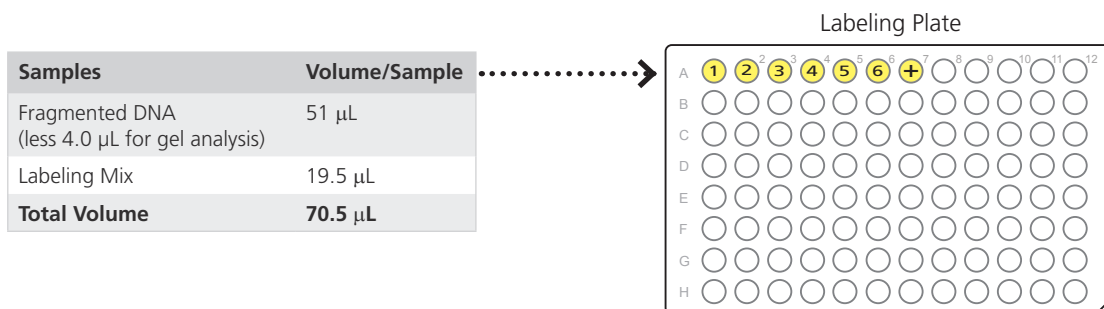 Labeling Plate
Samples Volume/Sample
Fragmented DNA 51 μL
(less 4.0 µL for gel analysis)
Labeling Mix 19.5 μL
Total Volume 70.5 μL
2 3 4 5 6 7 8 9 10 11 12
A 1 2 3 4 5 6 +
B
C
D
E
F
G
H